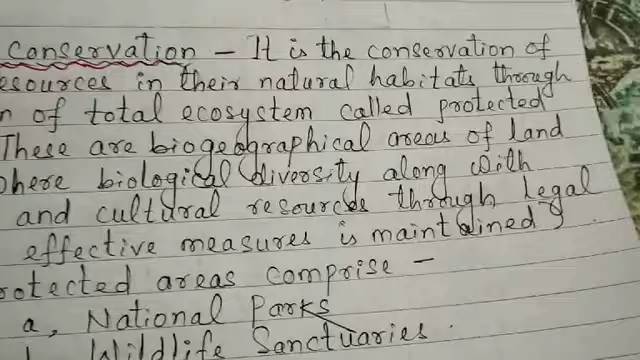 Conservation - It is the conservation of
esources in their natural habitats through
n of total ecosystem called protected
These are biogeographical areas of land
here biological diversity along with
and cultural resources through legal
effective measures is maintained
rotected areas comprise -
a, National Parks
Wildlife Sanctuaries.